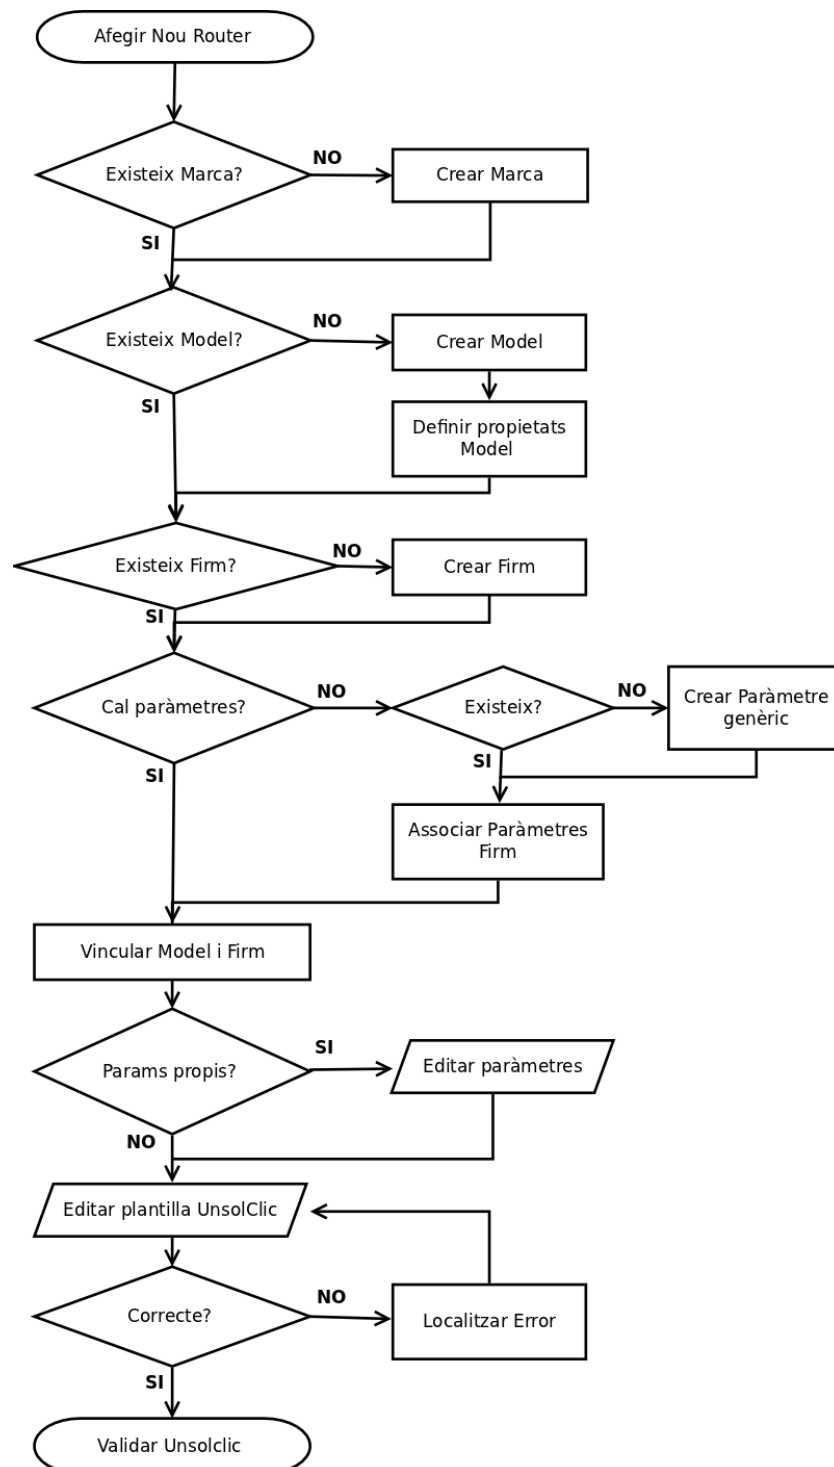 Afegir Nou Router
Existeix Marca?
NO
Crear Marca
SI
Existeix Model?
NO
Crear Model
SI
Definir propietats
Model
Existeix Firm?
NO
Crear Firm
SI
Cal paràmetres?
NO
Existeix?
NO
Crear Paràmetre
genèric
SI
SI
Associar Paràmetres
Firm
Vincular Model i Firm
Params propis?
SI
Editar paràmetres
NO
Editar plantilla UnsolClic
Correcte?
NO
Localitzar Error
SI
Validar Unsolclic